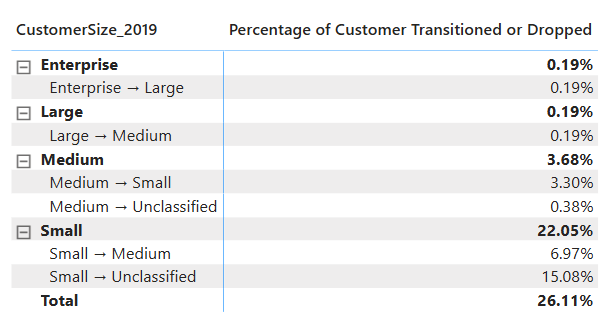 CustomerSize_2019 Percentage of Customer Transitioned or Dropped
Enterprise 0.19%
Enterprise → Large 0.19%
Large 0.19%
Large → Medium 0.19%
Medium 3.68%
Medium → Small 3.30%
Medium → Unclassified 0.38%
Small 22.05%
Small → Medium 6.97%
Small → Unclassified 15.08%
Total 26.11%